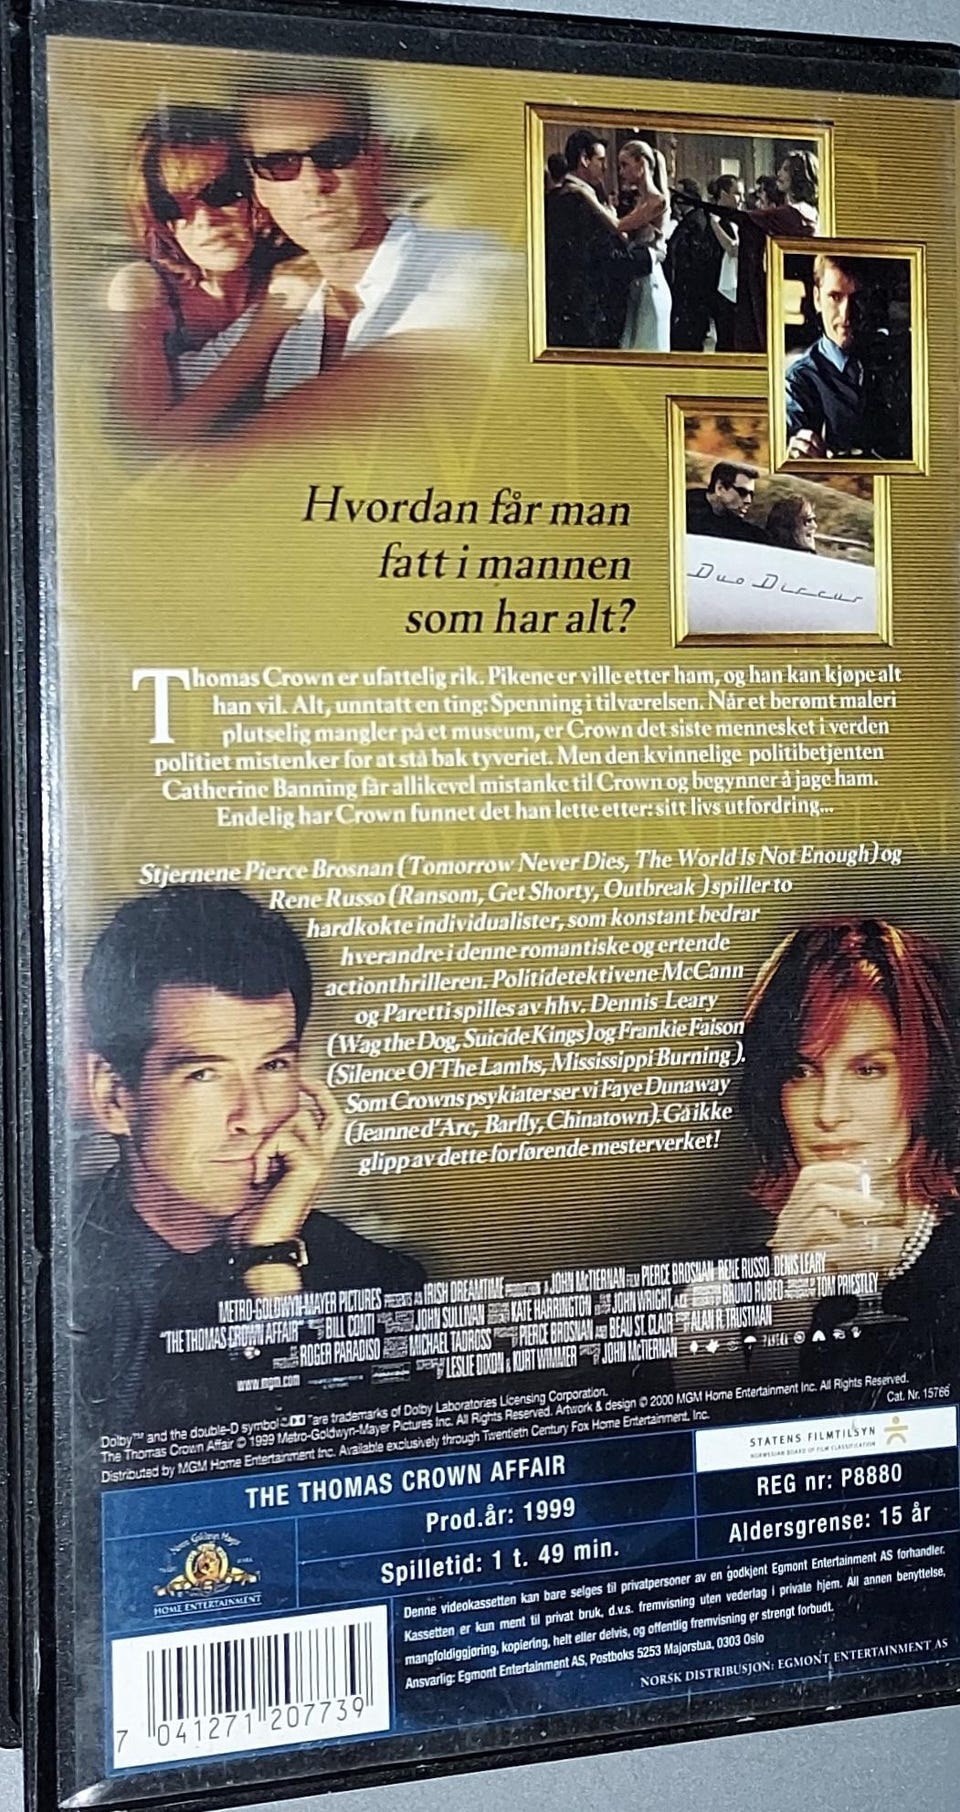 Duo Discus
Hvordan får man
fatt i mannen
som har alt?
Thomas Crown er ufattelig rik. Pikene er ville etter ham, og han kan kjøpe alt
han vil. Alt, unntatt en ting: Spenning i tilværelsen. Når et berømt maleri
plutselig mangler på et museum, er Crown det siste mennesket i verden
politiet mistenker for at stå bak tyveriet. Men den kvinnelige politibetjenten
Catherine Banning får allikevel mistanke til Crown og begynner å jage ham.
Endelig har Crown funnet det han lette etter: sitt livs utfordring...
Stjernene Pierce Brosnan (Tomorrow Never Dies, The World Is Not Enough) og
Rene Russo (Ransom, Get Shorty, Outbreak ) spiller to
hardkokte individualister, som konstant bedrar
hverandre i denne romantiske og ertende
actionthrilleren. Politidetektivene McCann
og Paretti spilles av hhv. Dennis Leary
(Wag the Dog, Suicide Kings) og Frankie Faison
(Silence Of The Lambs, Mississippi Burning ).
Som Crowns psykiater ser vi Faye Dunaway
(Jeanne d'Arc, Barfly, Chinatown). Gå ikke
glipp av dette forførende mesterverket!
METRO-GOLDWYN-MAYER PICTURES PRESENTS AN IRISH DREAMTIME PRODUCTION A JOHN McTIERNAN FILM PIERCE BROSNAN RENE RUSSO DENIS LEARY
"THE THOMAS CROWN AFFAIR" BILL CONTI JOHN SULLIVAN KATE HARRINGTON JOHN WRIGHT, A.C.E. BRUNO RUBEO TOM PRIESTLEY
ROGER PARADISO MICHAEL TADROSS PIERCE BROSNAN AND BEAU ST. CLAIR ALAN R. TRUSTMAN
LESLIE DIXON & KURT WIMMER JOHN McTIERNAN
www.mgm.com
Dolby™ and the double-D symbol "are trademarks of Dolby Laboratories Licensing Corporation.
The Thomas Crown Affair © 1999 Metro-Goldwyn-Mayer Pictures Inc. All Rights Reserved. Artwork & design © 2000 MGM Home Entertainment Inc. All Rights Reserved.
Distributed by MGM Home Entertainment Inc. Available exclusively through Twentieth Century Fox Home Entertainment, Inc.
Cat. Nr. 15766
THE THOMAS CROWN AFFAIR
STATENS FILMTILSYN
NORWEGIAN BOARD OF FILM CLASSIFICATION
Prod.år: 1999
REG nr: P8880
Spilletid: 1 t. 49 min.
Aldersgrense: 15 år
Metro Goldwyn Mayer
HOME ENTERTAINMENT
Denne videokassetten kan bare selges til privatpersoner av en godkjent Egmont Entertainment AS forhandler.
Kassetten er kun ment til privat bruk, d.v.s. fremvisning uten vederlag i private hjem. All annen benyttelse,
mangfoldiggjøring, kopiering, helt eller delvis, og offentlig fremvisning er strengt forbudt.
Ansvarlig: Egmont Entertainment AS, Postboks 5253 Majorstua, 0303 Oslo
NORSK DISTRIBUSJON: EGMONT ENTERTAINMENT AS
7 041271 207739